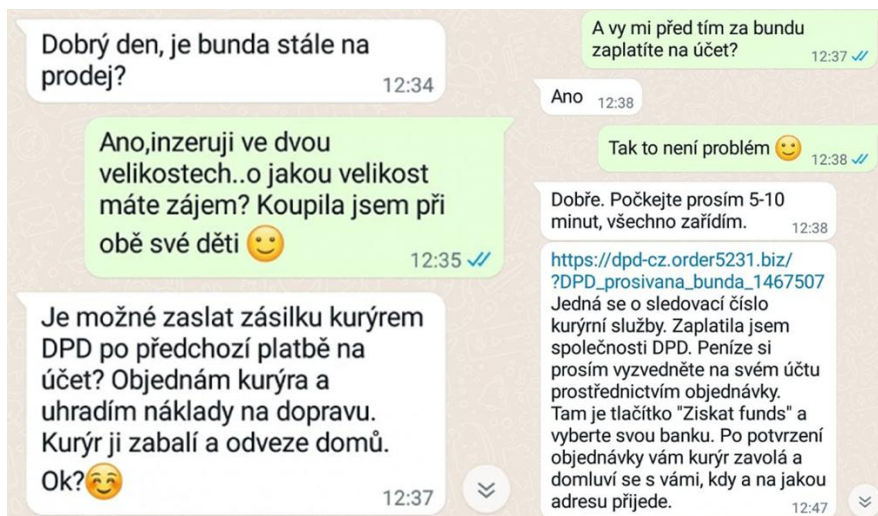 Dobrý den, je bunda stále na
prodej?
12:34
Ano,inzeruji ve dvou
velikostech..o jakou velikost
máte zájem? Koupila jsem při
obě své děti 🙂
12:35
Je možné zaslat zásilku kurýrem
DPD po předchozí platbě na
účet? Objednám kurýra a
uhradím náklady na dopravu.
Kurýr ji zabalí a odveze domů.
Ok?☺️
12:37
A vy mi před tím za bundu
zaplatíte na účet?
12:37
Ano 12:38
Tak to není problém 🙂 12:38
Dobře. Počkejte prosím 5-10
minut, všechno zařídím.
12:38
https://dpd-cz.order5231.biz/
?DPD_prosivana_bunda_1467507
Jedná se o sledovací číslo
kurýrní služby. Zaplatila jsem
společnosti DPD. Peníze si
prosím vyzvedněte na svém účtu
prostřednictvím objednávky.
Tam je tlačítko "Ziskat funds" a
vyberte svou banku. Po potvrzení
objednávky vám kurýr zavolá a
domluví se s vámi, kdy a na jakou
adresu přijede.
12:47